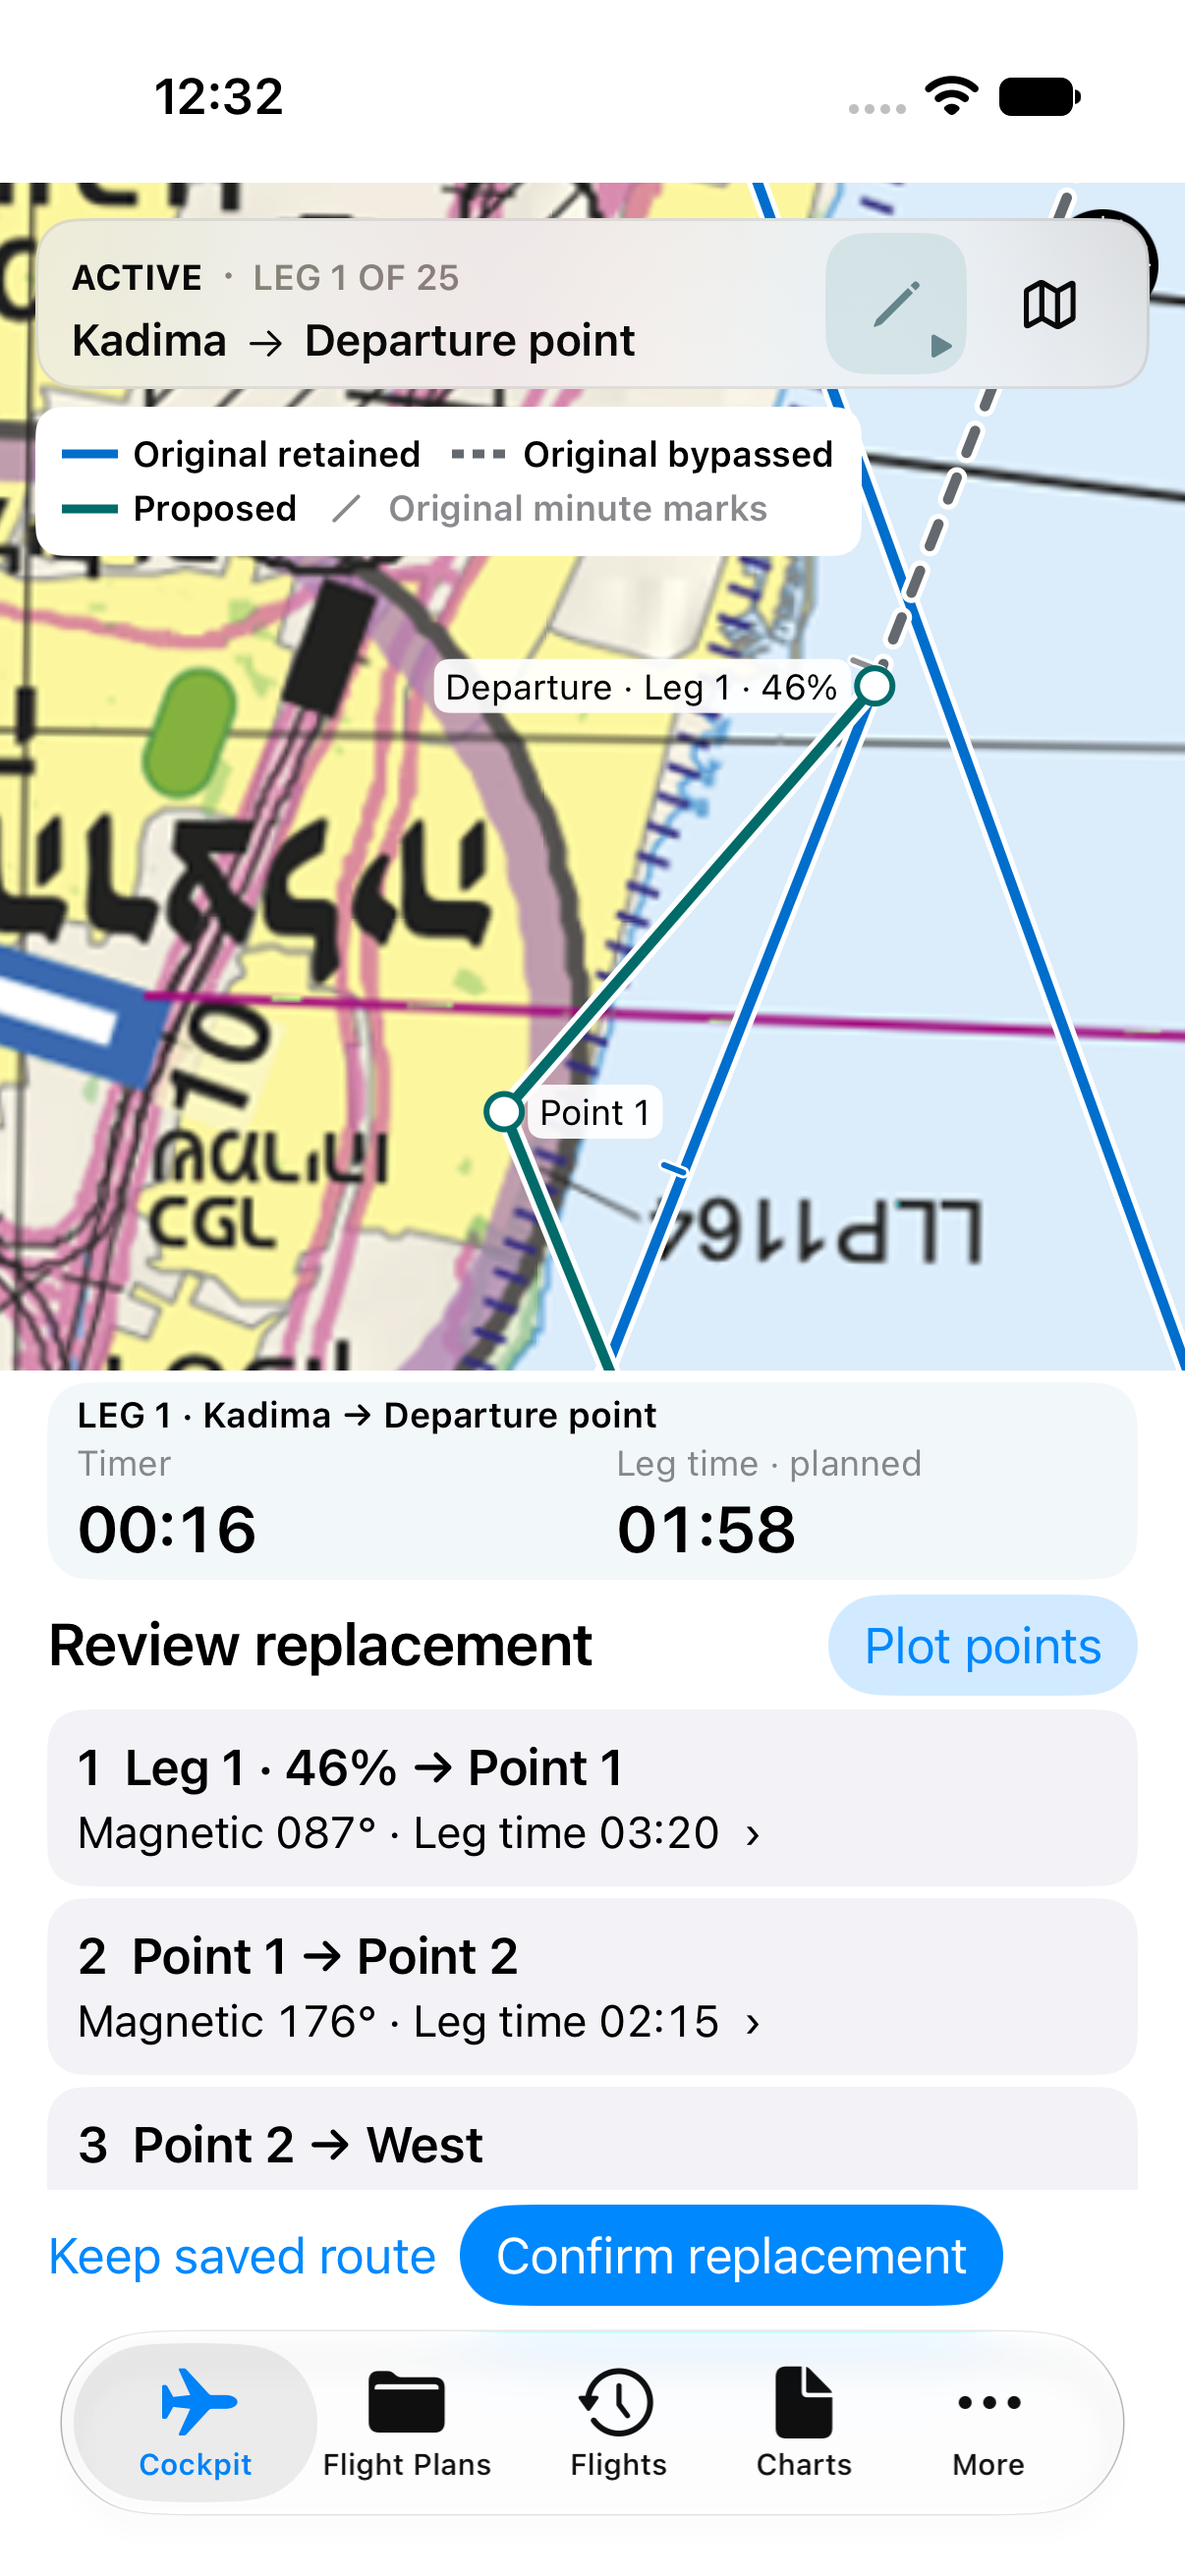 12:32
ACTIVE · LEG 1 OF 25
Kadima → Departure point
Original retained
Original bypassed
Proposed
Original minute marks
Departure · Leg 1 · 46%
Point 1
10
CGL
LLP1164
LEG 1 · Kadima → Departure point
Timer
Leg time · planned
00:16
01:58
Review replacement
Plot points
1 Leg 1 · 46% → Point 1
Magnetic 087° · Leg time 03:20 ›
2 Point 1 → Point 2
Magnetic 176° · Leg time 02:15 ›
3 Point 2 → West
Keep saved route
Confirm replacement
Cockpit
Flight Plans
Flights
Charts
More